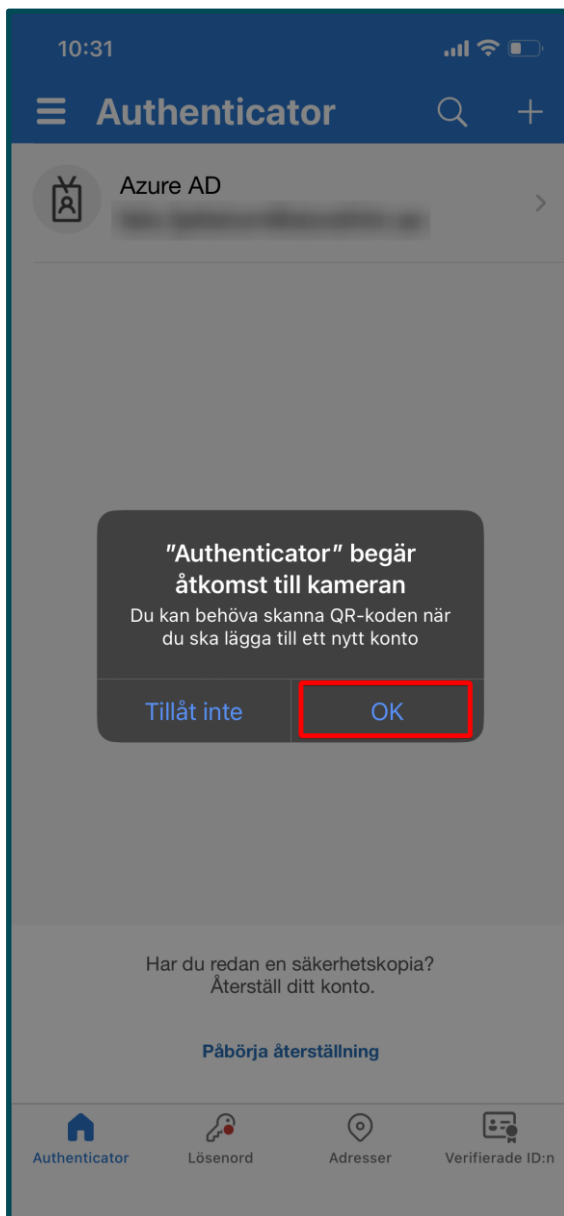 10:31
Authenticator
Azure AD
"Authenticator" begär
åtkomst till kameran
Du kan behöva skanna QR-koden när
du ska lägga till ett nytt konto
Tillåt inte
OK
Har du redan en säkerhetskopia?
Återställ ditt konto.
Påbörja återställning
Authenticator
Lösenord
Adresser
Verifierade ID:n